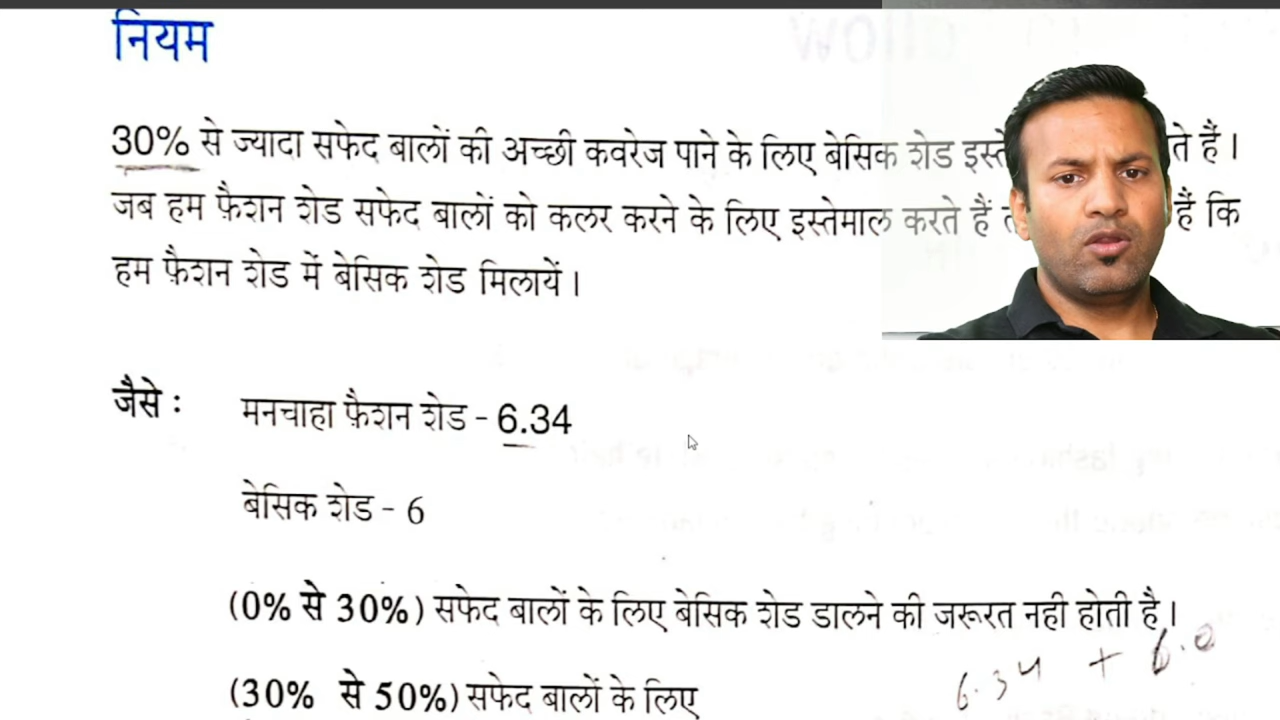 नियम
30% से ज्यादा सफेद बालों की अच्छी कवरेज पाने के लिए बेसिक शेड ते हैं।
जब हम फ़ैशन शेड सफेद बालों को कलर करने के लिए इस्तेमाल करते हैं हैं कि
हम फ़ैशन शेड में बेसिक शेड मिलायें।
जैसे : मनचाहा फ़ैशन शेड - 6.34
बेसिक शेड - 6
(0% से 30%) सफेद बालों के लिए बेसिक शेड डालने की जरूरत नही होती है।
6.34 + 6.0
(30% से 50%) सफेद बालों के लिए